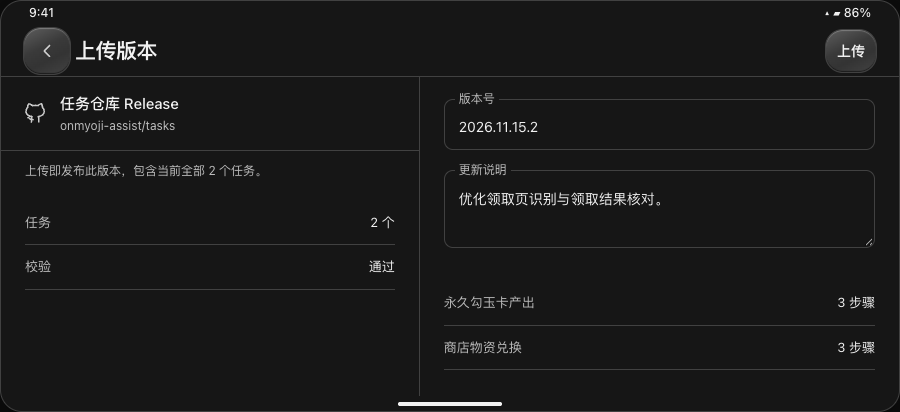 9:41
86%
上传版本
上传
任务仓库 Release
onmyoji-assist/tasks
上传即发布此版本，包含当前全部 2 个任务。
任务
2 个
校验
通过
版本号
2026.11.15.2
更新说明
优化领取页识别与领取结果核对。
永久勾玉卡产出
3 步骤
商店物资兑换
3 步骤